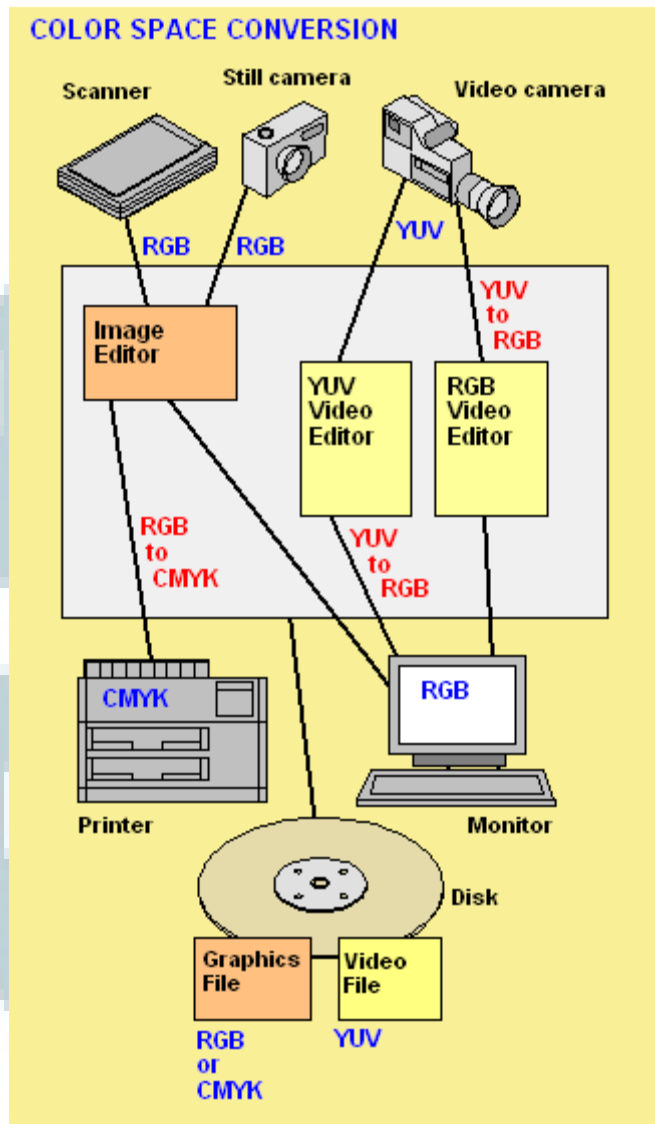 COLOR SPACE CONVERSION
Scanner
Still camera
Video camera
RGB
RGB
YUV
YUV
to
RGB
Image
Editor
YUV
Video
Editor
RGB
Video
Editor
RGB
to
CMYK
YUV
to
RGB
CMYK
RGB
Printer
Monitor
Disk
Graphics
File
Video
File
RGB
or
CMYK
YUV